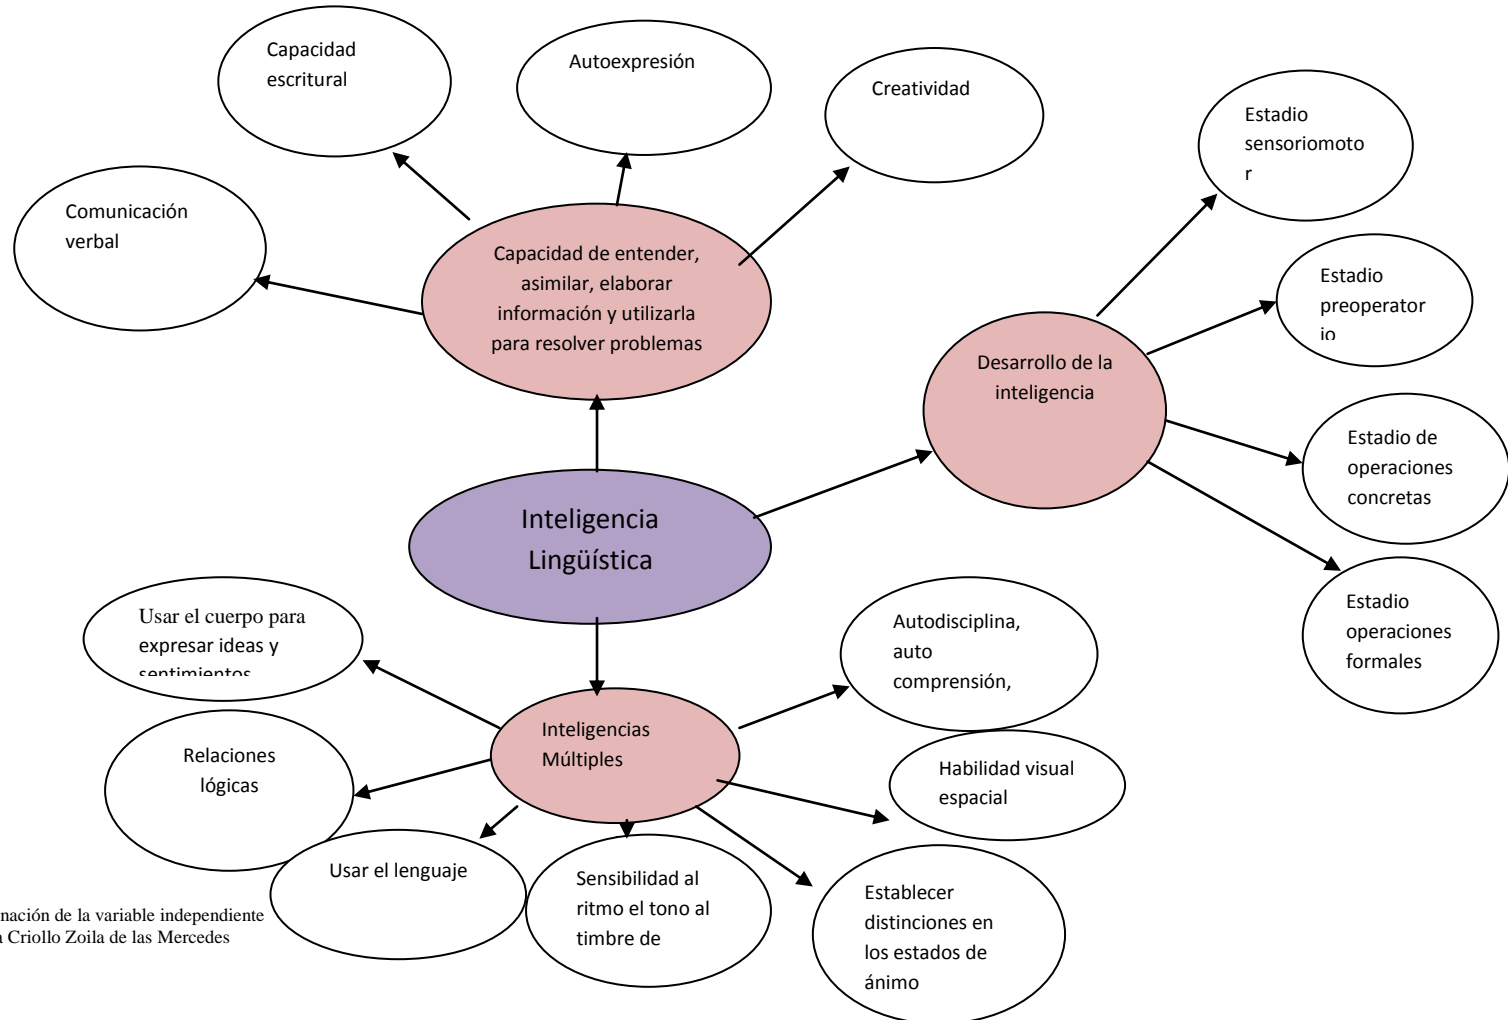 Capacidad
escritural
Autoexpresión
Creatividad
Estadio
sensoriomoto
r
Comunicación
verbal
Capacidad de entender,
asimilar, elaborar
información y utilizarla
para resolver problemas
Estadio
preoperator
io
Desarrollo de la
inteligencia
Estadio de
operaciones
concretas
Inteligencia
Lingüística
Estadio
operaciones
formales
Usar el cuerpo para
expresar ideas y
sentimientos
Autodisciplina,
auto
comprensión,
Inteligencias
Múltiples
Relaciones
lógicas
Habilidad visual
espacial
Usar el lenguaje
Sensibilidad al
ritmo el tono al
timbre de
Establecer
distinciones en
los estados de
ánimo
nación de la variable independiente
Criollo Zoila de las Mercedes